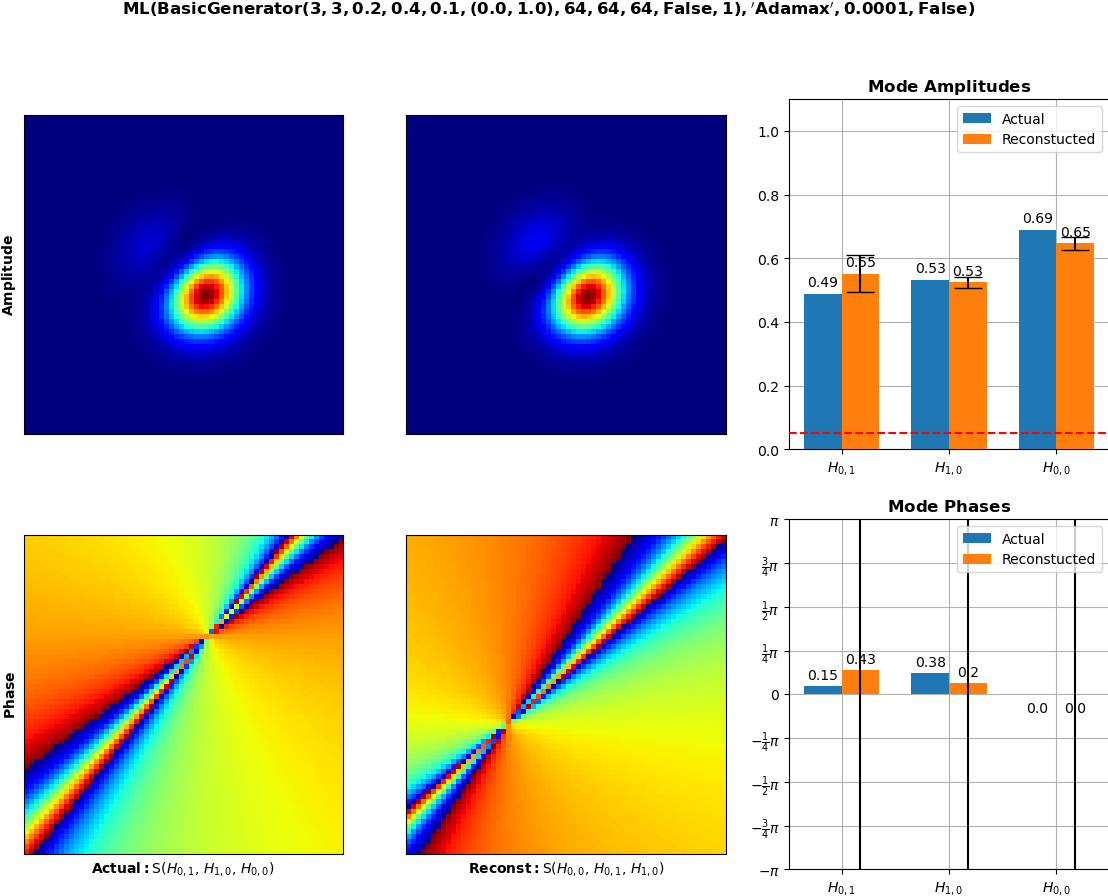 ML(BasicGenerator(3, 3, 0.2, 0.4, 0.1, (0.0, 1.0), 64, 64, 64, False, 1), 'Adamax', 0.0001, False)
Mode Amplitudes
Actual
Reconstucted
1.0
0.8
0.6
0.4
0.2
0.0
0.49
0.55
0.53
0.53
0.69
0.65
H0, 1
H1, 0
H0, 0
Amplitude
Mode Phases
Actual
Reconstucted
π
3/4π
1/2π
1/4π
0
−1/4π
−1/2π
−3/4π
−π
0.15
0.43
0.38
0.2
0.0
0.0
H0, 1
H1, 0
H0, 0
Phase
Actual: S(H0, 1, H1, 0, H0, 0)
Reconst: S(H0, 0, H0, 1, H1, 0)